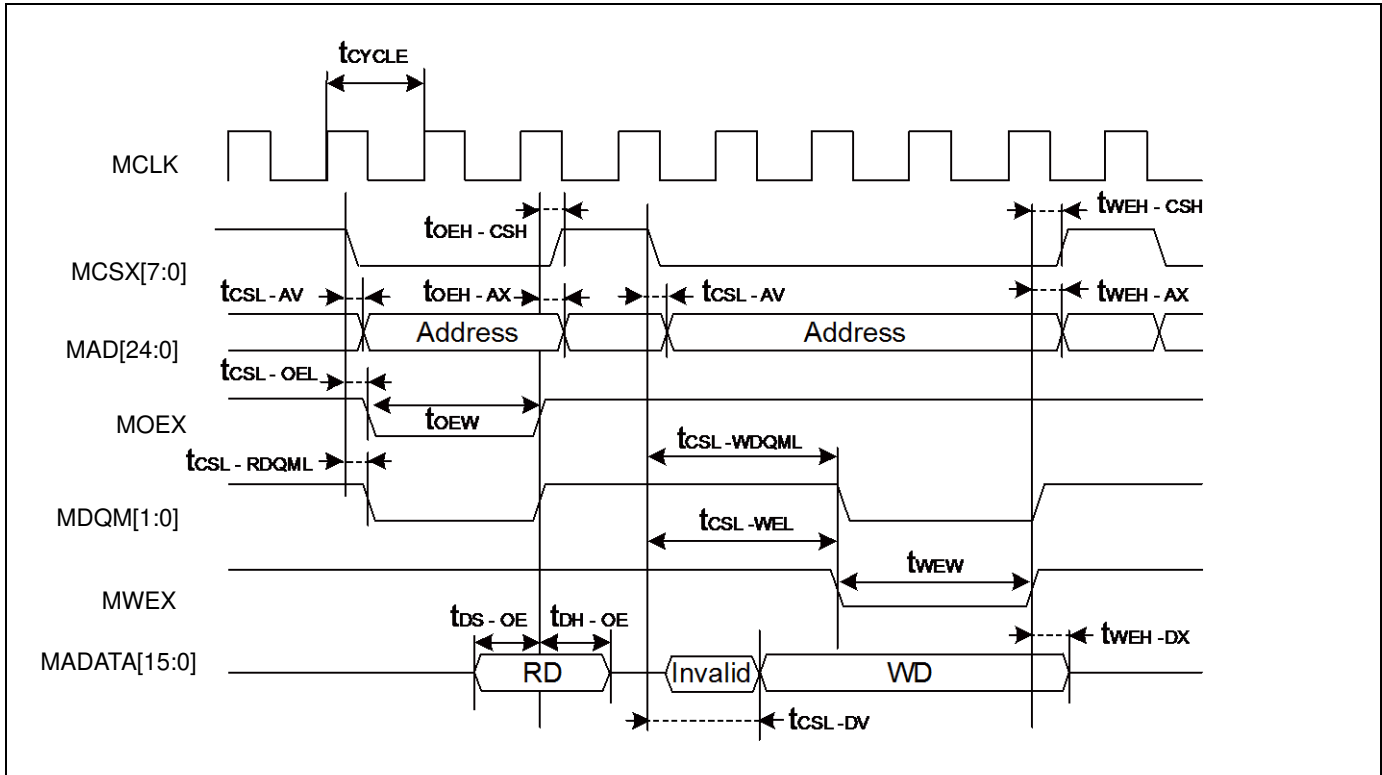 tCYCLE
MCLK
tOEH - CSH
tWEH - CSH
MCSX[7:0]
tCSL - AV
tOEH - AX
tCSL - AV
tWEH - AX
Address
Address
MAD[24:0]
tCSL - OEL
MOEX
tOEW
tCSL -WDQML
tCSL - RDQML
MDQM[1:0]
tCSL -WEL
tWEW
MWEX
tDS - OE
tDH - OE
tWEH -DX
MADATA[15:0]
RD
Invalid
WD
tCSL -DV